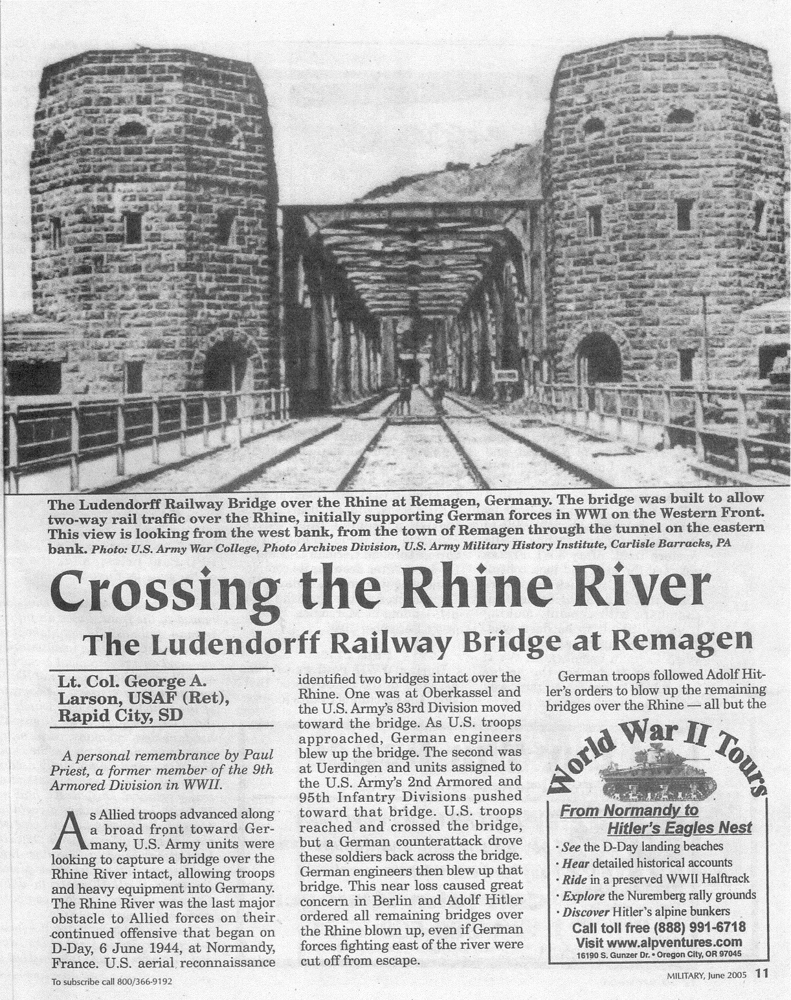 The Ludendorff Railway Bridge over the Rhine at Remagen, Germany. The bridge was built to allow
two-way rail traffic over the Rhine, initially supporting German forces in WWI on the Western Front.
This view is looking from the west bank, from the town of Remagen through the tunnel on the eastern
bank. Photo: U.S. Army War College, Photo Archives Division, U.S. Army Military History Institute, Carlisle Barracks, PA
Crossing the Rhine River
The Ludendorff Railway Bridge at Remagen
Lt. Col. George A.
Larson, USAF (Ret),
Rapid City, SD
A personal remembrance by Paul
Priest, a former member of the 9th
Armored Division in WWII.
As Allied troops advanced along
a broad front toward Ger-
many, U.S. Army units were
looking to capture a bridge over the
Rhine River intact, allowing troops
and heavy equipment into Germany.
The Rhine River was the last major
obstacle to Allied forces on their
continued offensive that began on
D-Day, 6 June 1944, at Normandy,
France. U.S. aerial reconnaissance
identified two bridges intact over the
Rhine. One was at Oberkassel and
the U.S. Army's 83rd Division moved
toward the bridge. As U.S. troops
approached, German engineers
blew up the bridge. The second was
at Uerdingen and units assigned to
the U.S. Army's 2nd Armored and
95th Infantry Divisions pushed
toward that bridge. U.S. troops
reached and crossed the bridge,
but a German counterattack drove
these soldiers back across the bridge.
German engineers then blew up that
bridge. This near loss caused great
concern in Berlin and Adolf Hitler
ordered all remaining bridges over
the Rhine blown up, even if German
forces fighting east of the river were
cut off from escape.
German troops followed Adolf Hit-
ler's orders to blow up the remaining
bridges over the Rhine — all but the
World War II Tours
From Normandy to
Hitler's Eagles Nest
· See the D-Day landing beaches
· Hear detailed historical accounts
· Ride in a preserved WWII Halftrack
· Explore the Nuremberg rally grounds
· Discover Hitler's alpine bunkers
Call toll free (888) 991-6718
Visit www.alpventures.com
16190 S. Gunzer Dr. • Oregon City, OR 97045
To subscribe call 800/366-9192
MILITARY, June 2005 11